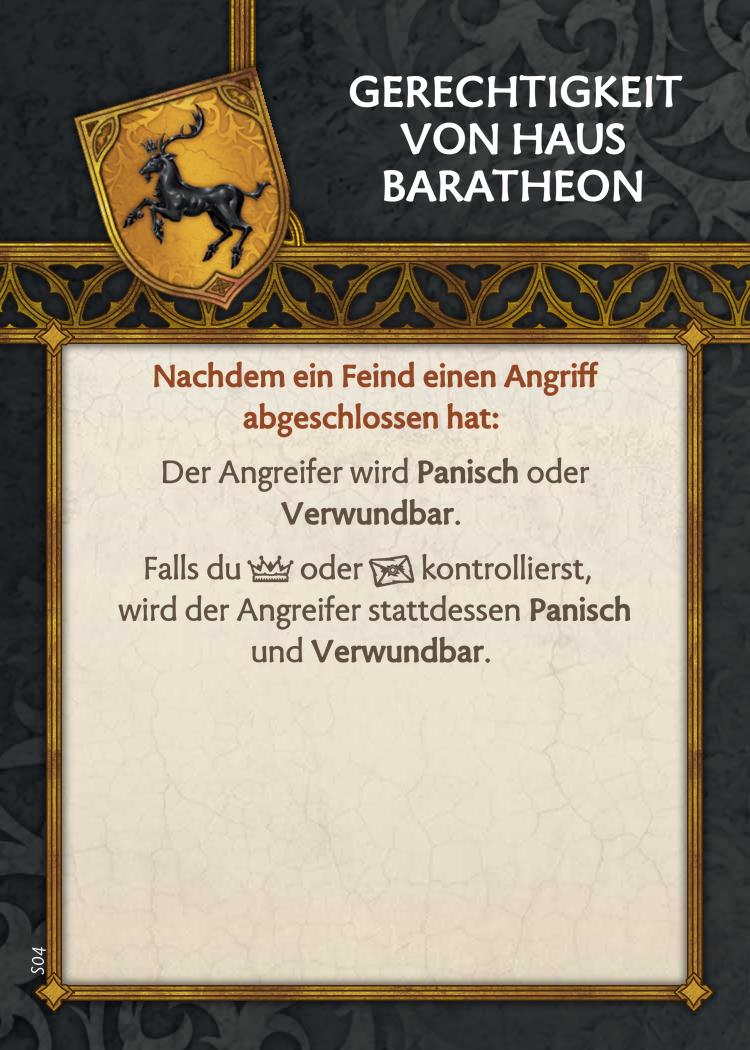 GERECHTIGKEIT
VON HAUS
BARATHEON
Nachdem ein Feind einen Angriff
abgeschlossen hat:
Der Angreifer wird Panisch oder
Verwundbar.
Falls du oder kontrollierst,
wird der Angreifer stattdessen Panisch
und Verwundbar.
S04